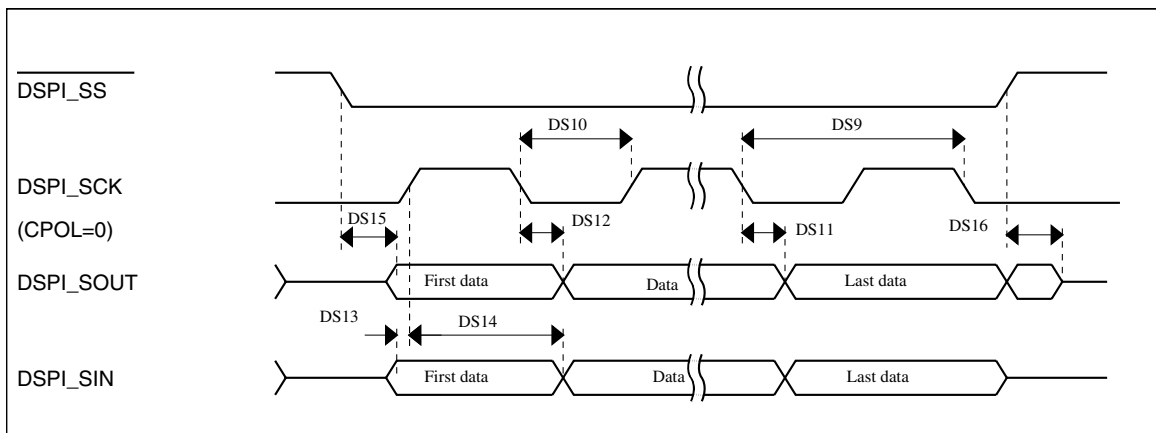 DSPI_SS
DS10
DS9
DSPI_SCK
(CPOL=0)
DS15
DS12
DS11
DS16
DSPI_SOUT
First data
Data
Last data
DS13
DS14
DSPI_SIN
First data
Data
Last data